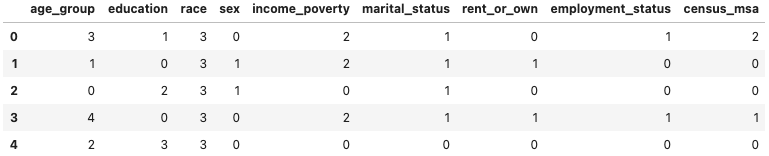 age_group education race sex income_poverty marital_status rent_or_own employment_status census_msa
0 3 1 3 0 2 1 0 1 2
1 1 0 3 1 2 1 1 0 0
2 0 2 3 1 0 1 0 0 0
3 4 0 3 0 2 1 1 1 1
4 2 3 3 0 0 0 0 0 0